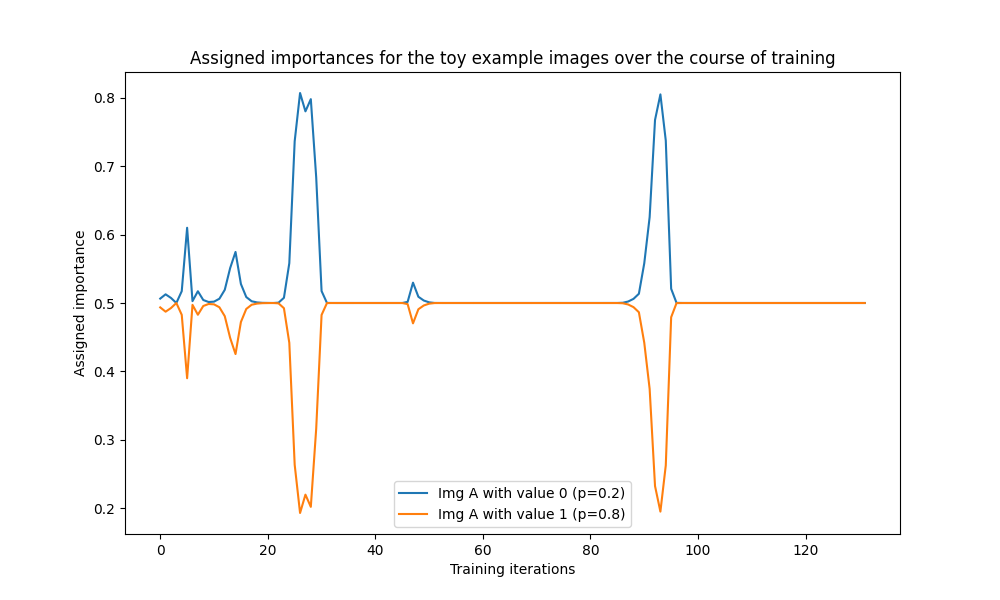 Assigned importances for the toy example images over the course of training
Assigned importance
0.8
0.7
0.6
0.5
0.4
0.3
0.2
Img A with value 0 (p=0.2)
Img A with value 1 (p=0.8)
0 20 40 60 80 100 120
Training iterations